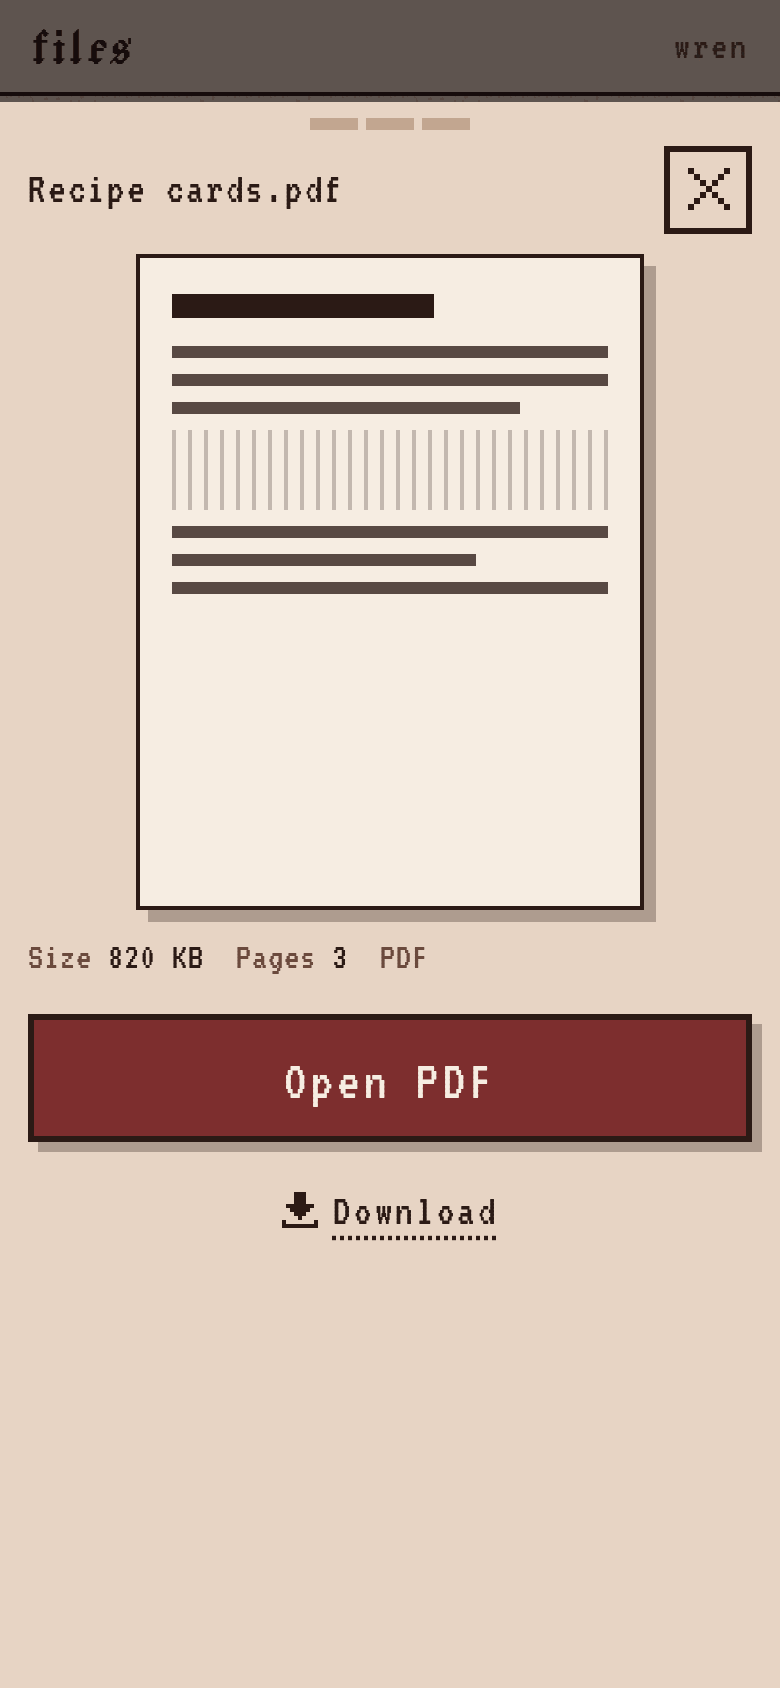 files
wren
Recipe cards.pdf
Size 820 KB Pages 3 PDF
Open PDF
Download